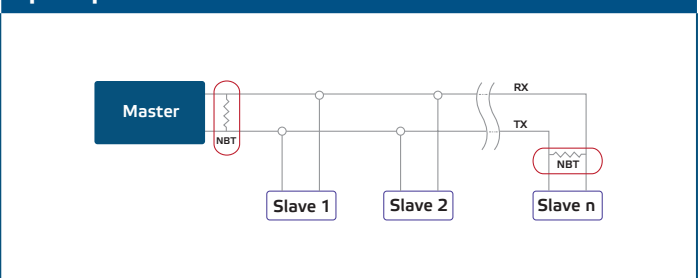 RX
Master
TX
NBT
NBT
Slave 1
Slave 2
Slave n